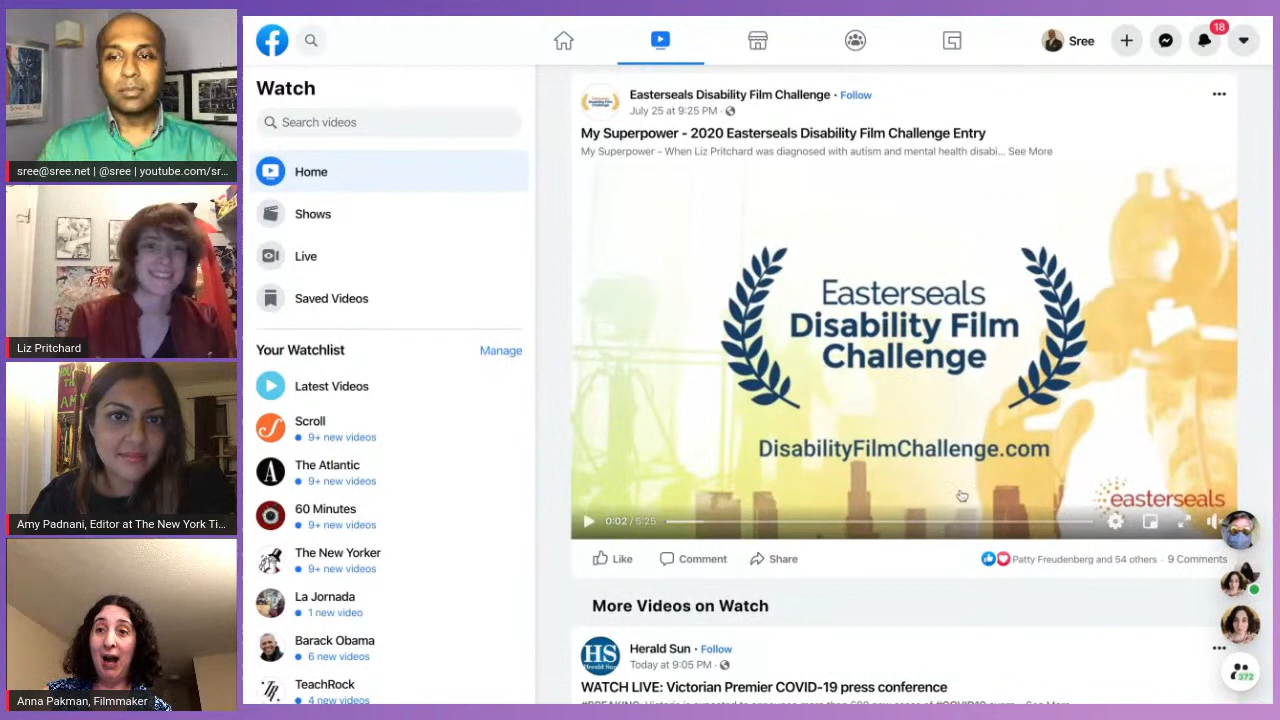 sree@sree.net | @sree | youtube.com/sr...
Liz Pritchard
Amy Padnani, Editor at The New York Ti...
Anna Pakman, Filmmaker
18
Sree
Watch
Search videos
Home
Shows
Live
Saved Videos
Your Watchlist
Manage
Latest Videos
Scroll
9+ new videos
The Atlantic
9+ new videos
60 Minutes
9+ new videos
The New Yorker
9+ new videos
La Jornada
1 new video
Barack Obama
6 new videos
TeachRock
4 new videos
Easterseals Disability Film Challenge · Follow
July 25 at 9:25 PM ·
My Superpower - 2020 Easterseals Disability Film Challenge Entry
My Superpower - When Liz Pritchard was diagnosed with autism and mental health disabi... See More
Easterseals
Disability Film
Challenge
DisabilityFilmChallenge.com
easterseals
0:02 / 5:25
Like
Comment
Share
Patty Freudenberg and 54 others · 9 Comments
More Videos on Watch
HS
Herald Sun
Herald Sun · Follow
Today at 9:05 PM ·
WATCH LIVE: Victorian Premier COVID-19 press conference
372